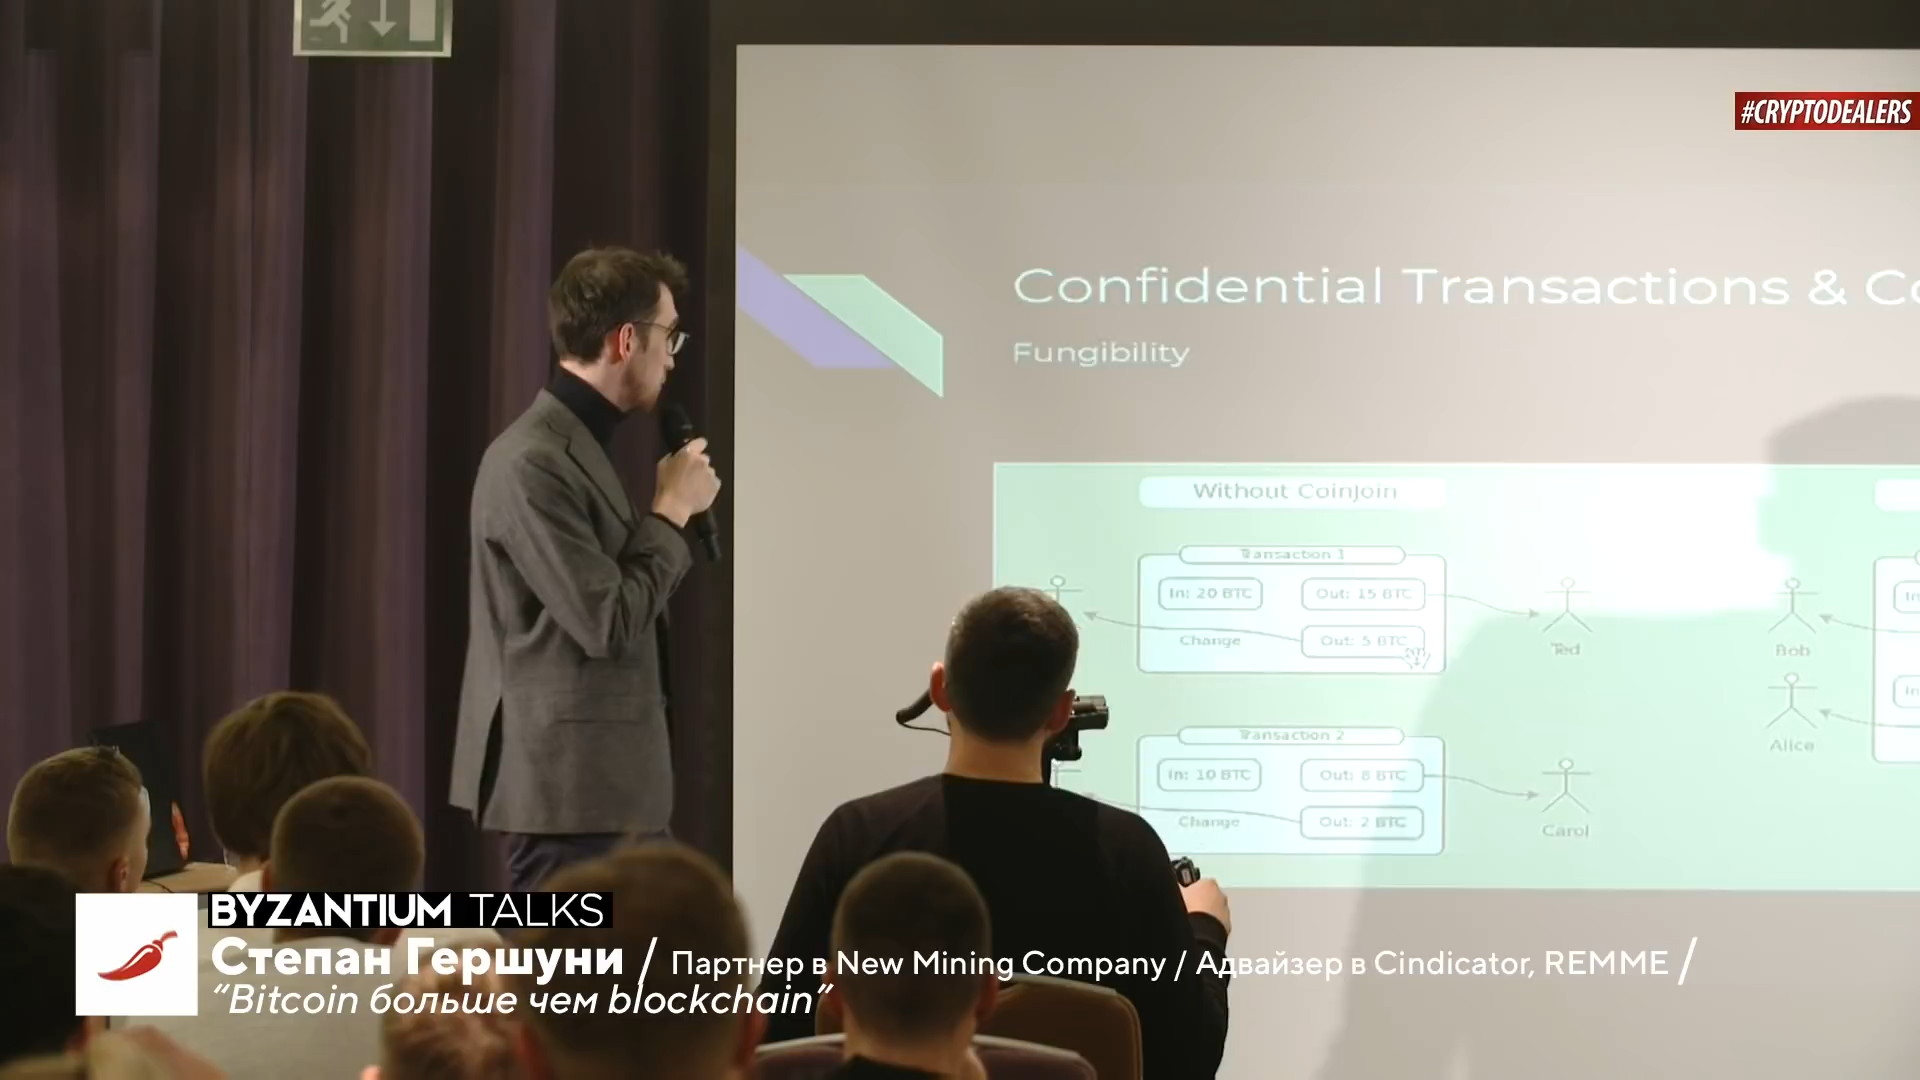 #CRYPTODEALERS
Confidential Transactions &
Fungibility
Without CoinJoin
Transaction 1
In: 20 BTC
Out: 15 BTC
Change
Out: 5 BTC
Ted
Bob
Alice
Transaction 2
In: 10 BTC
Out: 8 BTC
Change
Out: 2 BTC
Carol
In
In
BYZANTIUM TALKS
Степан Гершуни / Партнер в New Mining Company / Адвайзер в Cindicator, REMME /
“Bitcoin больше чем blockchain”